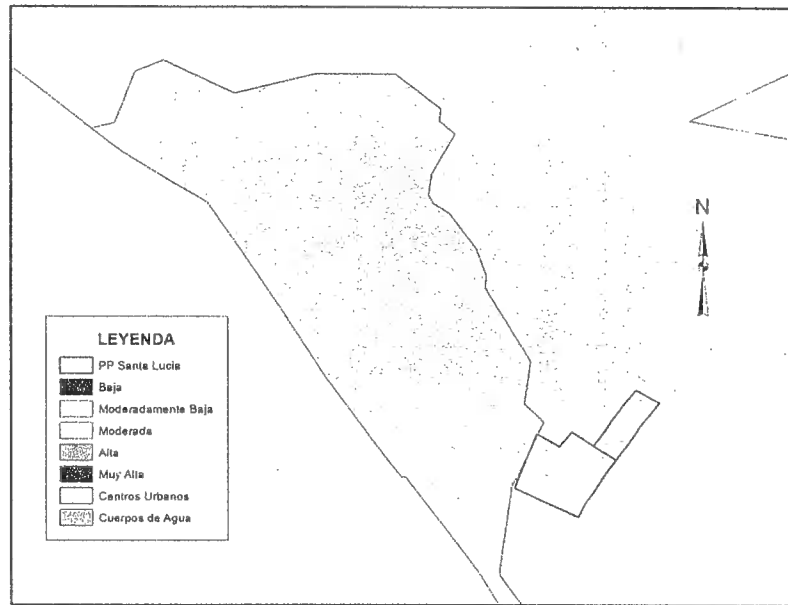 N
LEYENDA
PP Santa Lucia
Baja
Moderadamente Baja
Moderada
Alta
Muy Alta
Centros Urbanos
Cuerpos de Agua